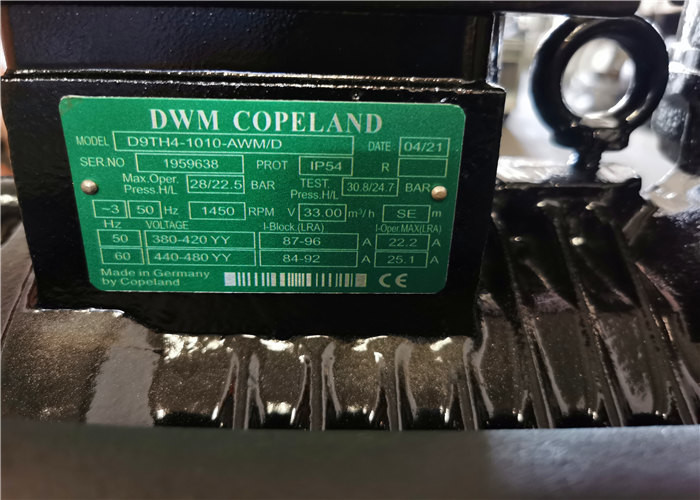 DWM COPELAND
MODEL D9TH4-1010-AWM/D DATE 04/21
SER.NO 1959638 PROT IP54 R
Max.Oper. Press.H/L 28/22.5 BAR TEST Press.H/L 30.8/24.7 BAR
~3 50 Hz 1450 RPM V 33.00 m³/h SE m
Hz VOLTAGE I-Block.(LRA) I-Oper.MAX(LRA)
50 380-420 YY 87-96 A 22.2 A
60 440-480 YY 84-92 A 25.1 A
Made in Germany
by Copeland CE